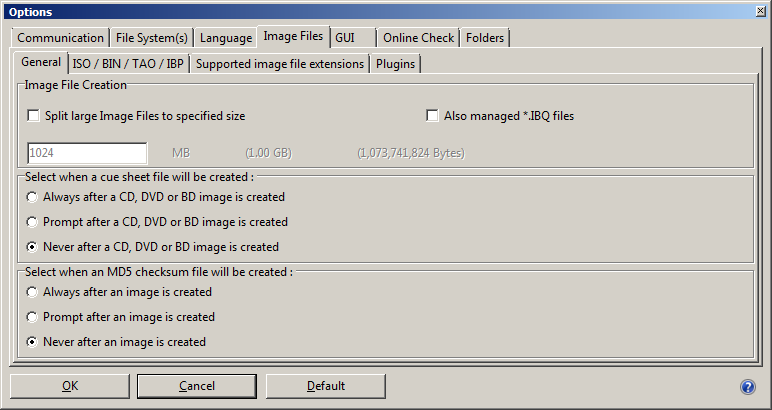 Options
Communication File System(s) Language Image Files GUI Online Check Folders
General ISO / BIN / TAO / IBP Supported image file extensions Plugins
Image File Creation
Split large Image Files to specified size Also managed *.IBQ files
1024 MB (1.00 GB) (1,073,741,824 Bytes)
Select when a cue sheet file will be created :
Always after a CD, DVD or BD image is created
Prompt after a CD, DVD or BD image is created
Never after a CD, DVD or BD image is created
Select when an MD5 checksum file will be created :
Always after an image is created
Prompt after an image is created
Never after an image is created
OK Cancel Default ?